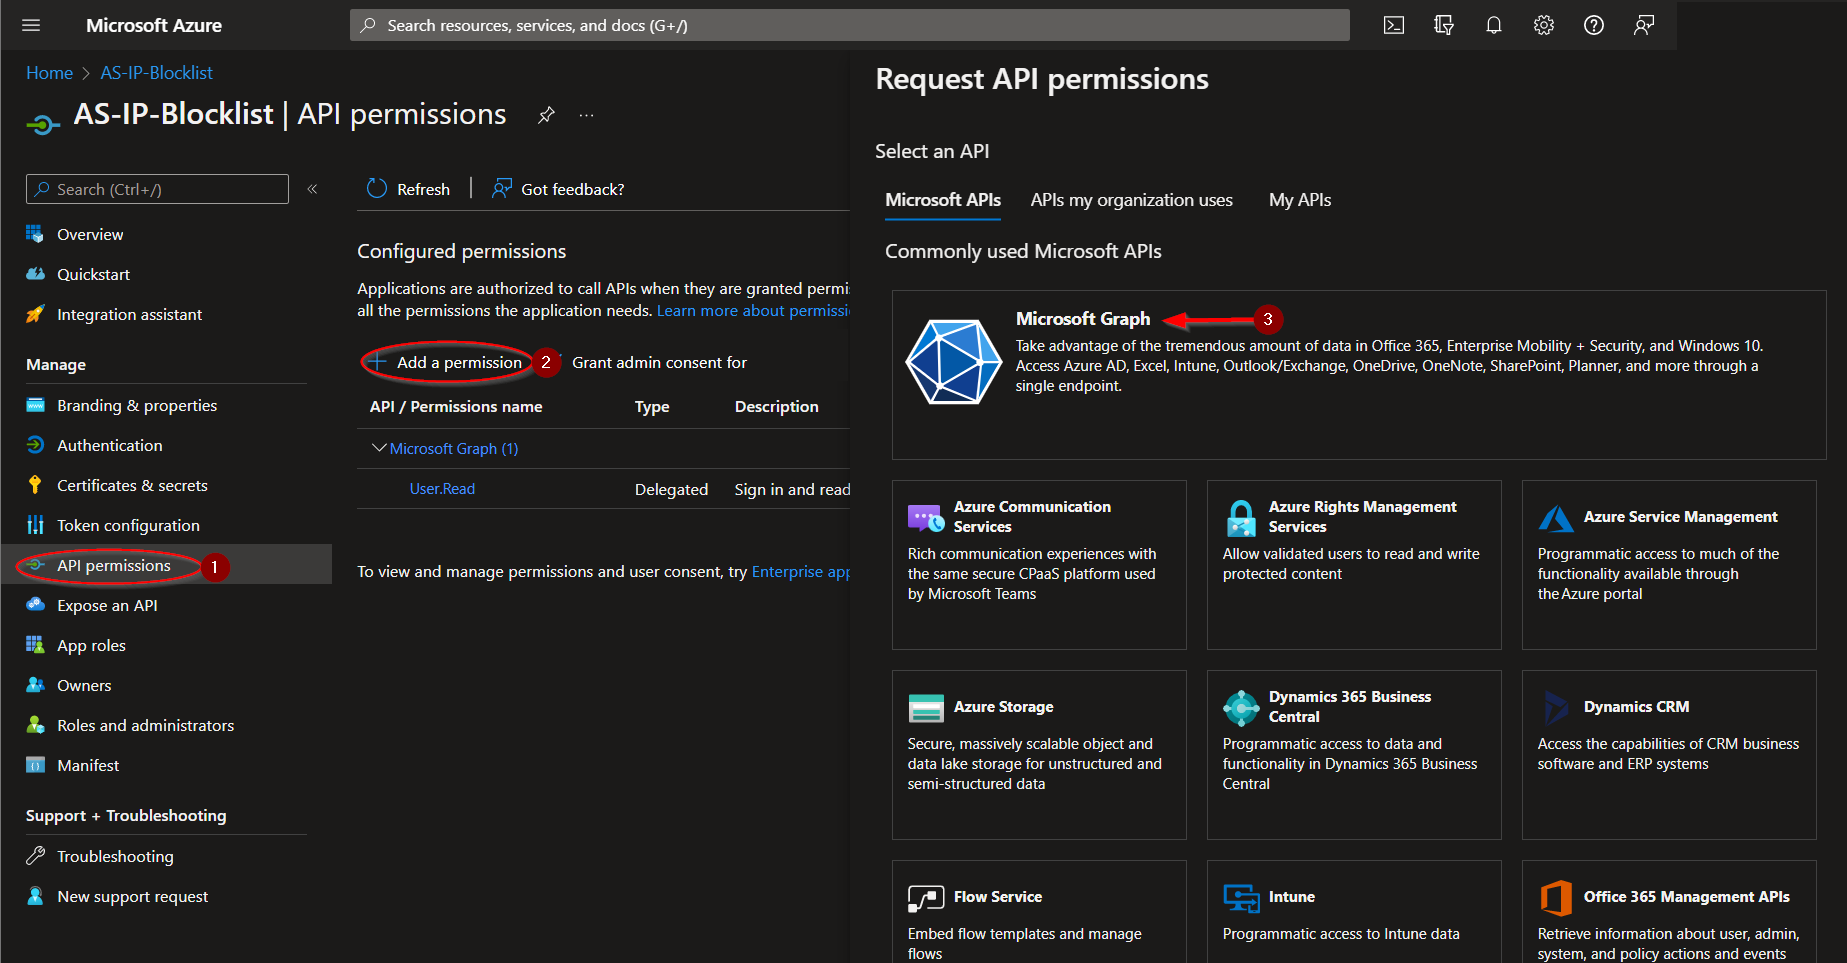 Microsoft Azure
Search resources, services, and docs (G+/)
Home > AS-IP-Blocklist
AS-IP-Blocklist | API permissions
...
Search (Ctrl+/)
«
Overview
Quickstart
Integration assistant
Manage
Branding & properties
Authentication
Certificates & secrets
Token configuration
API permissions
1
Expose an API
App roles
Owners
Roles and administrators
Manifest
Support + Troubleshooting
Troubleshooting
New support request
Refresh | Got feedback?
Configured permissions
Applications are authorized to call APIs when they are granted permi
all the permissions the application needs. Learn more about permissi
+ Add a permission 2 Grant admin consent for
API / Permissions name Type Description
Microsoft Graph (1)
User.Read Delegated Sign in and read
To view and manage permissions and user consent, try Enterprise app
Request API permissions
Select an API
Microsoft APIs APIs my organization uses My APIs
Commonly used Microsoft APIs
Microsoft Graph 3
Take advantage of the tremendous amount of data in Office 365, Enterprise Mobility + Security, and Windows 10.
Access Azure AD, Excel, Intune, Outlook/Exchange, OneDrive, OneNote, SharePoint, Planner, and more through a
single endpoint.
Azure Communication
Services
Rich communication experiences with
the same secure CPaaS platform used
by Microsoft Teams
Azure Rights Management
Services
Allow validated users to read and write
protected content
Azure Service Management
Programmatic access to much of the
functionality available through
the Azure portal
Azure Storage
Secure, massively scalable object and
data lake storage for unstructured and
semi-structured data
Dynamics 365 Business
Central
Programmatic access to data and
functionality in Dynamics 365 Business
Central
Dynamics CRM
Access the capabilities of CRM business
software and ERP systems
Flow Service
Embed flow templates and manage
flows
Intune
Programmatic access to Intune data
Office 365 Management APIs
Retrieve information about user, admin,
system, and policy actions and events